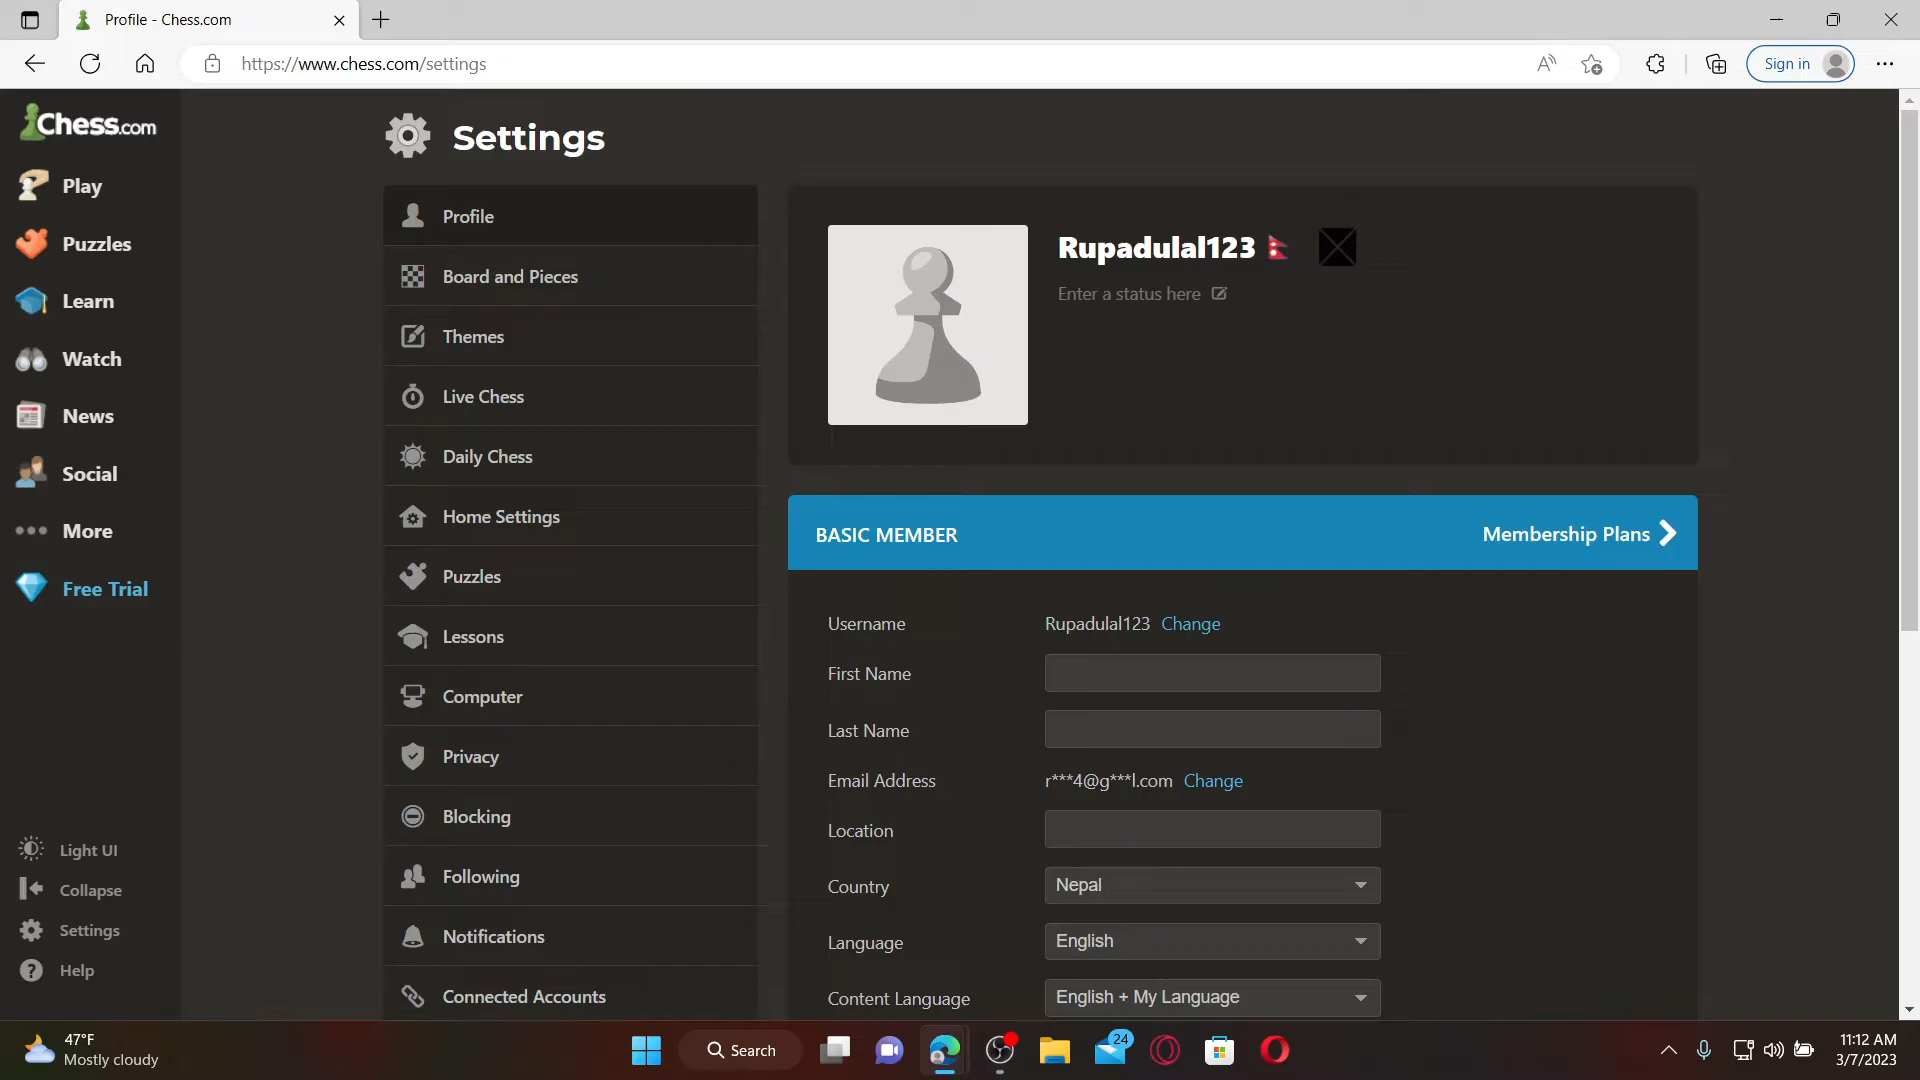 Profile - Chess.com
https://www.chess.com/settings
Sign in
Chess.com
Play
Puzzles
Learn
Watch
News
Social
More
Free Trial
Light UI
Collapse
Settings
Help
Settings
Profile
Board and Pieces
Themes
Live Chess
Daily Chess
Home Settings
Puzzles
Lessons
Computer
Privacy
Blocking
Following
Notifications
Connected Accounts
Rupadulal123
Enter a status here
BASIC MEMBER
Membership Plans
Username Rupadulal123 Change
First Name
Last Name
Email Address r***4@g***l.com Change
Location
Country Nepal
Language English
Content Language English + My Language
47°F
Mostly cloudy
Search
24
11:12 AM
3/7/2023